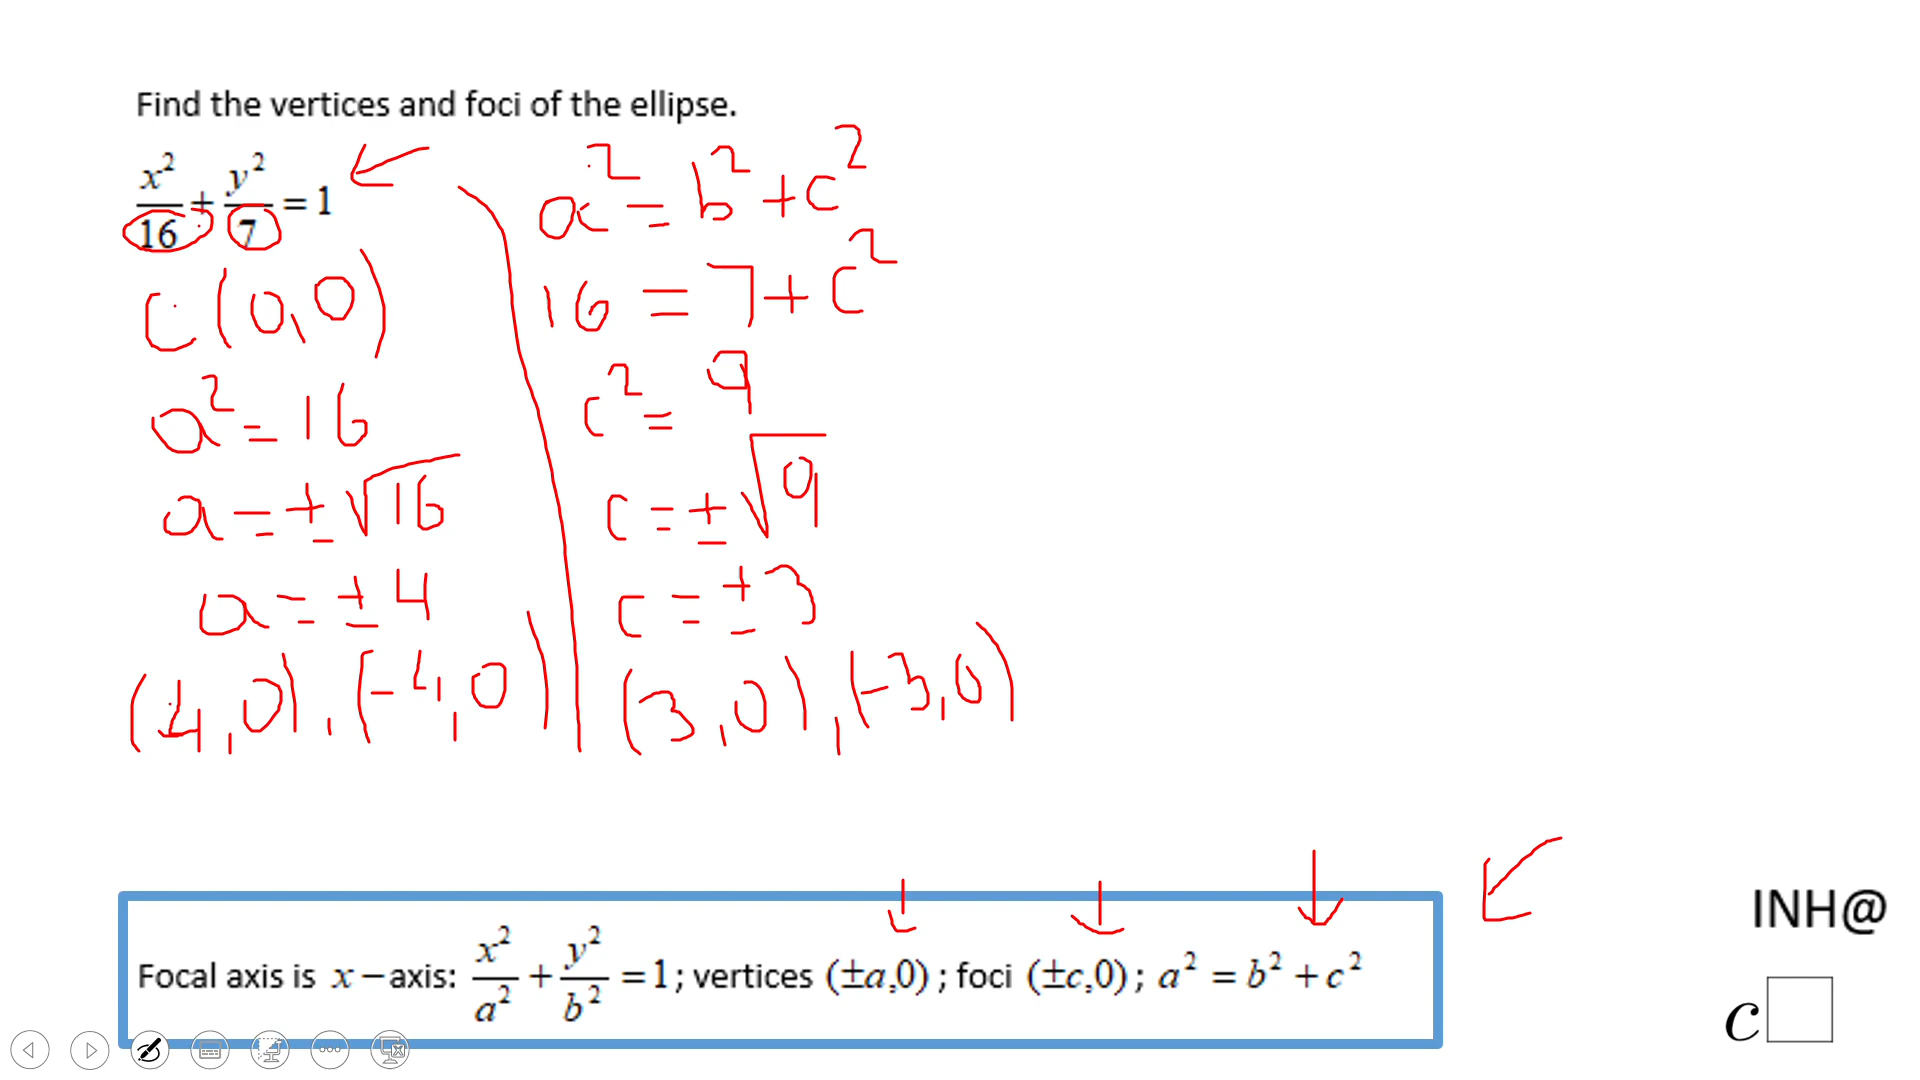 Find the vertices and foci of the ellipse.
x²/16 + y²/7 = 1
C(0,0)
a² = 16
a = ±√16
a = ±4
(4,0), (-4,0)
a² = b² + c²
16 = 7 + c²
c² = 9
c = ±√9
c = ±3
(3,0), (-3,0)
Focal axis is x – axis: x²/a² + y²/b² = 1; vertices (±a,0); foci (±c,0); a² = b² + c²
INH@
c